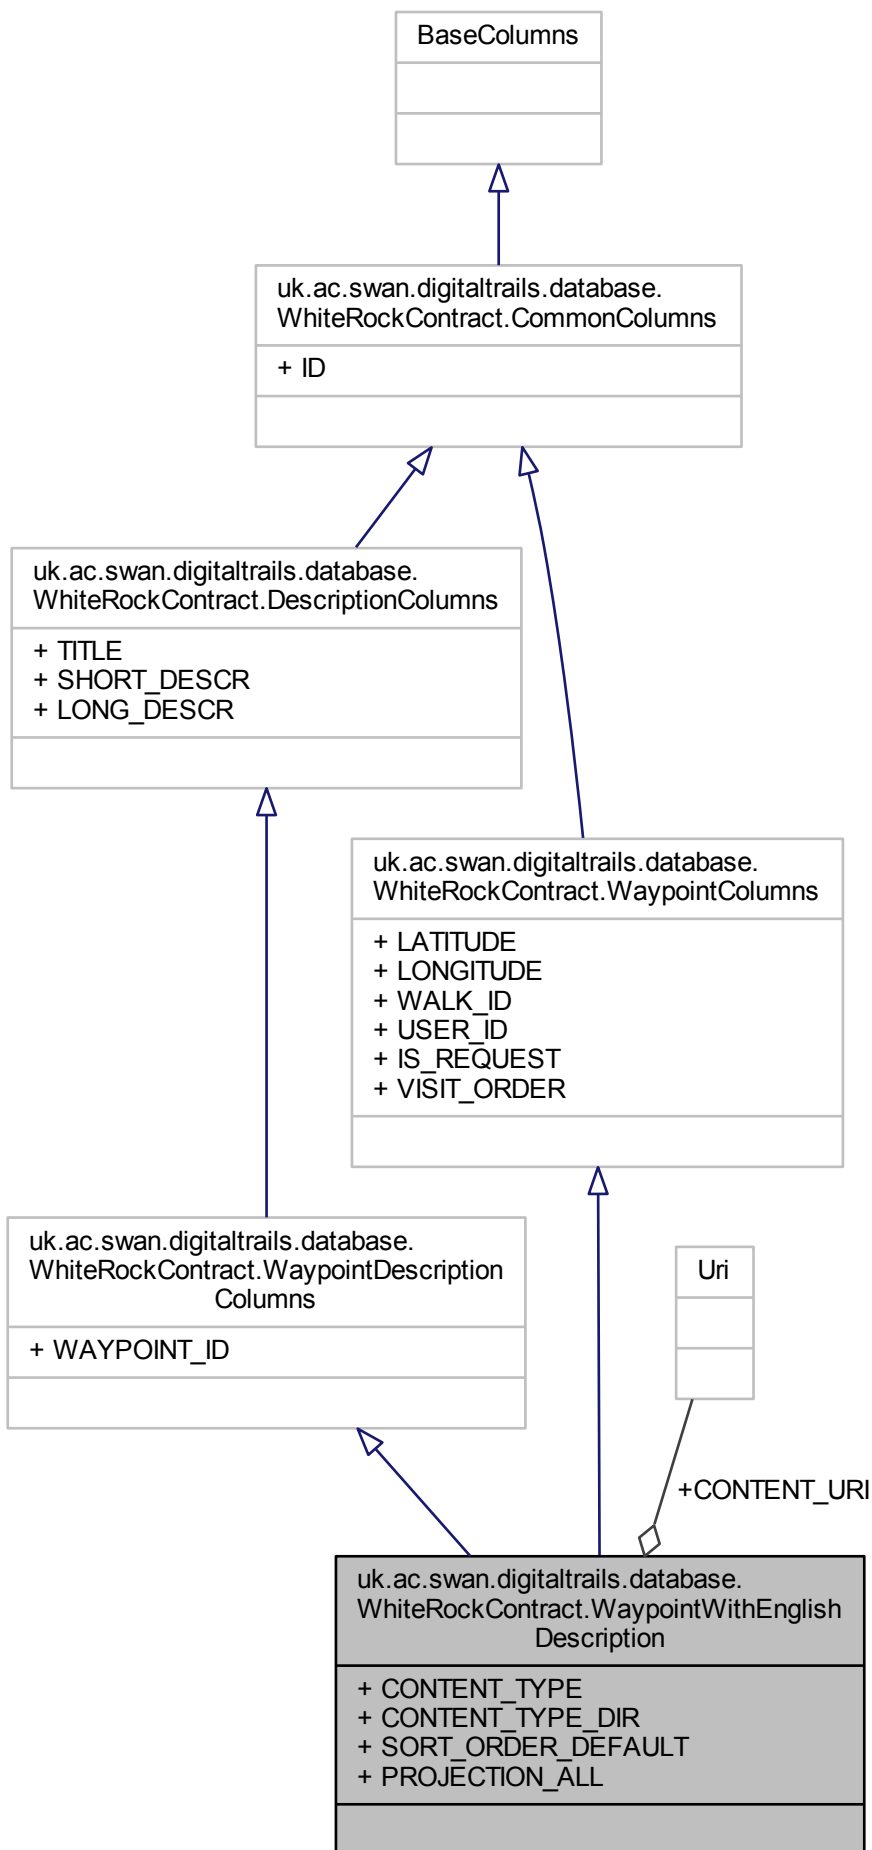 BaseColumns
uk.ac.swan.digitaltrails.database.
WhiteRockContract.CommonColumns
+ ID
uk.ac.swan.digitaltrails.database.
WhiteRockContract.DescriptionColumns
+ TITLE
+ SHORT_DESCR
+ LONG_DESCR
uk.ac.swan.digitaltrails.database.
WhiteRockContract.WaypointColumns
+ LATITUDE
+ LONGITUDE
+ WALK_ID
+ USER_ID
+ IS_REQUEST
+ VISIT_ORDER
uk.ac.swan.digitaltrails.database.
WhiteRockContract.WaypointDescription
Columns
+ WAYPOINT_ID
Uri
+CONTENT_URI
uk.ac.swan.digitaltrails.database.
WhiteRockContract.WaypointWithEnglish
Description
+ CONTENT_TYPE
+ CONTENT_TYPE_DIR
+ SORT_ORDER_DEFAULT
+ PROJECTION_ALL